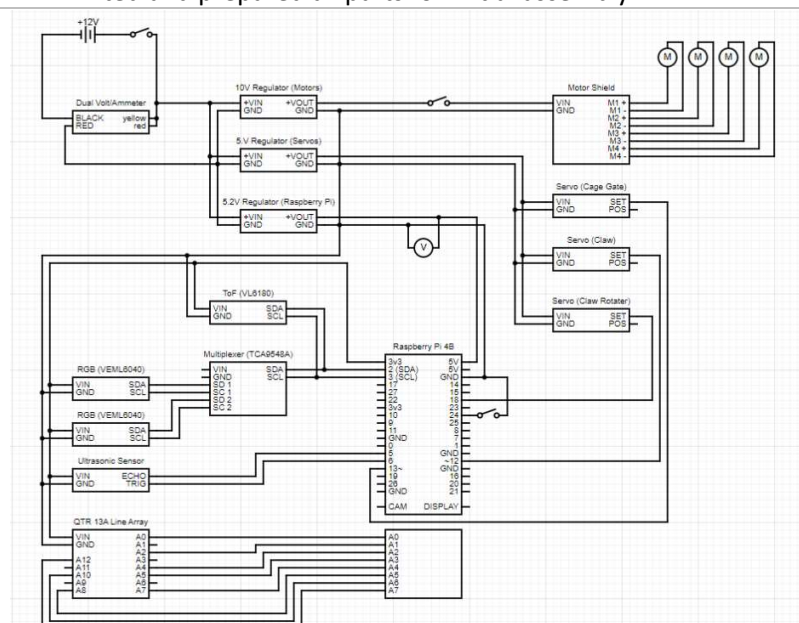 +12V
M M M M
10V Regulator (Motors)
Motor Shield
Dual Volt/Ammeter
+VIN +VOUT
GND GND
VIN M1 +
GND M1 -
M2 +
M2 -
M3 +
M3 -
M4 +
M4 -
BLACK yellow
RED red
5.V Regulator (Servos)
+VIN +VOUT
GND GND
Servo (Cage Gate)
VIN SET
GND POS
5.2V Regulator (Raspberry Pi)
+VIN +VOUT
GND GND
V
Servo (Claw)
VIN SET
GND POS
ToF (VL6180)
VIN SDA
GND SCL
Servo (Claw Rotater)
VIN SET
GND POS
Raspberry Pi 4B
3v3 5V
2 (SDA) 5V
3 (SCL) GND
17 14
27 15
22 18
3v3 23
10 24
9 25
11 8
GND 7
0 1
5 GND
6 ~12
13~ GND
19 16
26 20
GND 21
CAM DISPLAY
Multiplexer (TCA9548A)
VIN SDA
GND SCL
SD 1
SC 1
SD 2
SC 2
RGB (VEML6040)
VIN SDA
GND SCL
RGB (VEML6040)
VIN SDA
GND SCL
Ultrasonic Sensor
VIN ECHO
GND TRIG
QTR 13A Line Array
VIN A0
GND A1
A2
A12 A3
A11 A4
A10 A5
A9 A6
A8 A7
A0
A1
A2
A3
A4
A5
A6
A7